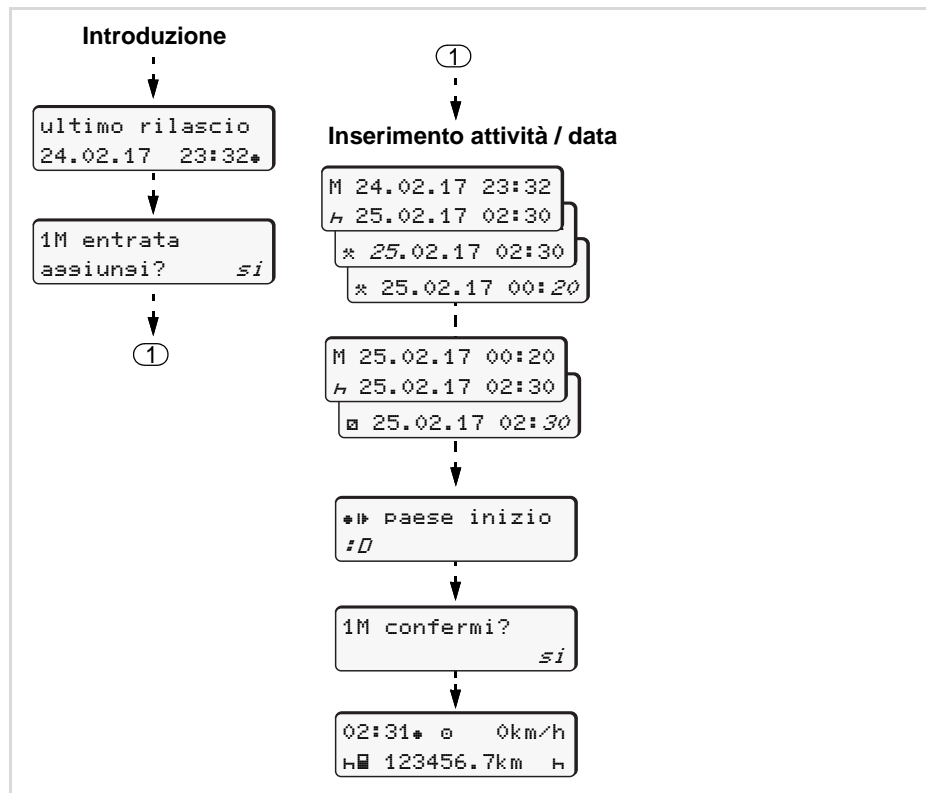 Introduzione
ultimo rilascio
24.02.17 23:32
1M entrata
aggiungi? si
1
1
Inserimento attività / data
M 24.02.17 23:32
25.02.17 02:30
25.02.17 02:30
25.02.17 00:20
M 25.02.17 00:20
25.02.17 02:30
25.02.17 02:30
paese inizio
:D
1M confermi?
si
02:31 0km/h
123456.7km